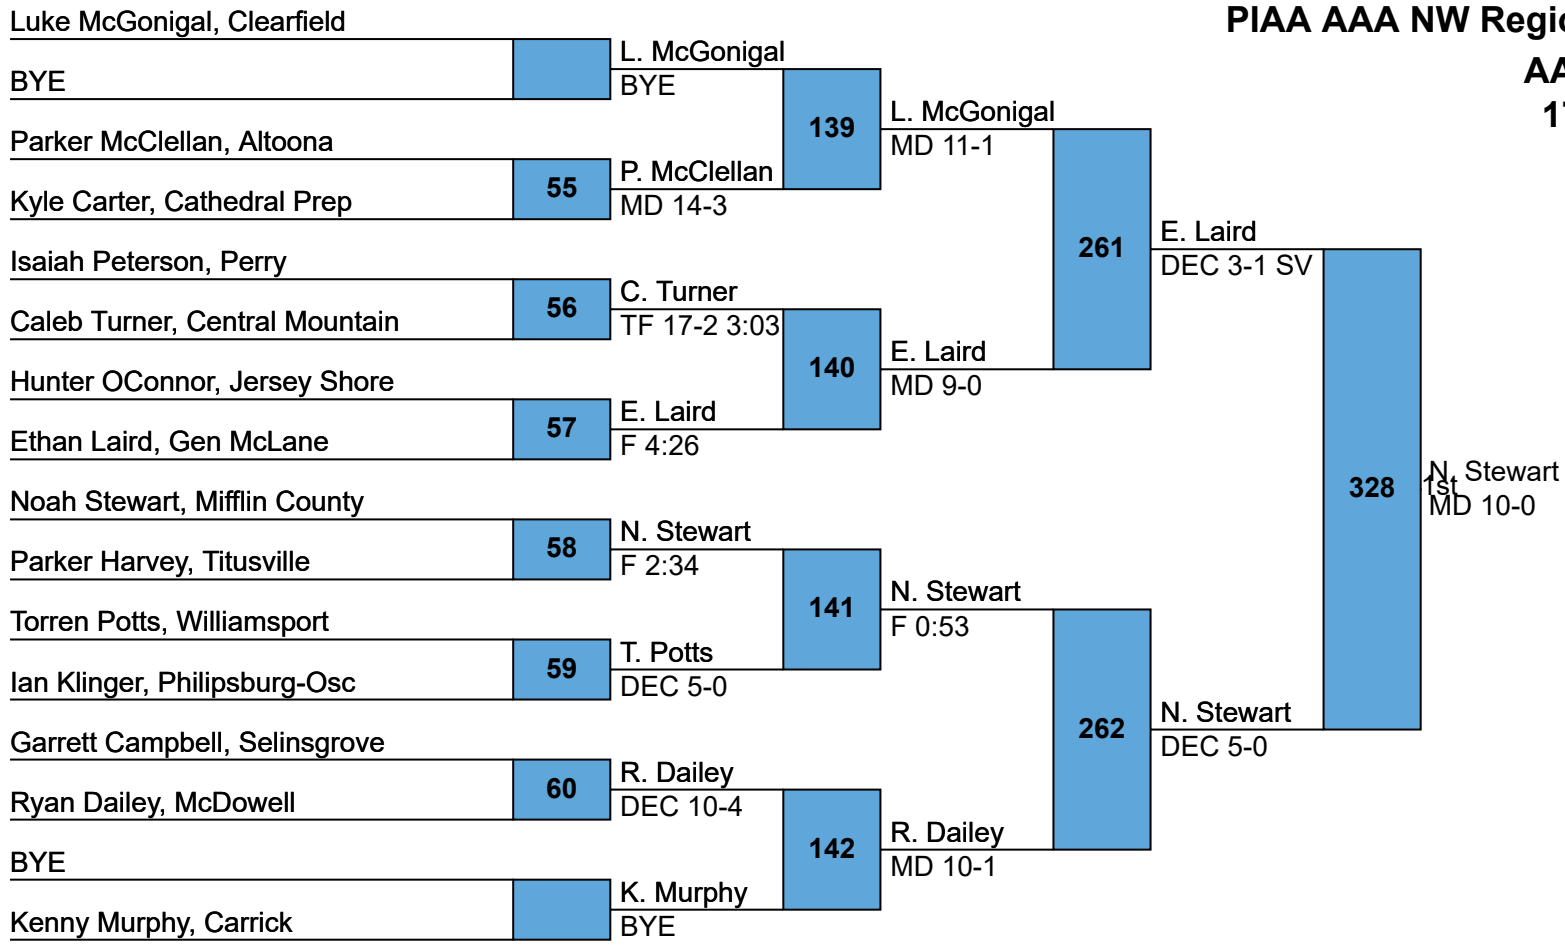 PIAA AAA NW Regio
AA
17
Luke McGonigal, Clearfield
BYE
Parker McClellan, Altoona
Kyle Carter, Cathedral Prep
Isaiah Peterson, Perry
Caleb Turner, Central Mountain
Hunter OConnor, Jersey Shore
Ethan Laird, Gen McLane
Noah Stewart, Mifflin County
Parker Harvey, Titusville
Torren Potts, Williamsport
Ian Klinger, Philipsburg-Osc
Garrett Campbell, Selinsgrove
Ryan Dailey, McDowell
BYE
Kenny Murphy, Carrick
55
56
57
58
59
60
L. McGonigal
BYE
P. McClellan
MD 14-3
C. Turner
TF 17-2 3:03
E. Laird
F 4:26
N. Stewart
F 2:34
T. Potts
DEC 5-0
R. Dailey
DEC 10-4
K. Murphy
BYE
139
140
141
142
L. McGonigal
MD 11-1
E. Laird
MD 9-0
N. Stewart
F 0:53
R. Dailey
MD 10-1
261
262
E. Laird
DEC 3-1 SV
N. Stewart
DEC 5-0
328
N. Stewart
1st
MD 10-0